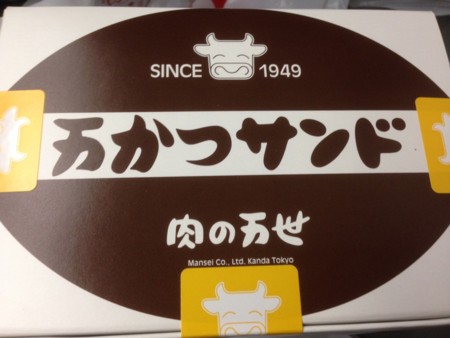 SINCE 1949
万かつサンド
肉の万世
Mansei Co., Ltd. Kanda Tokyo